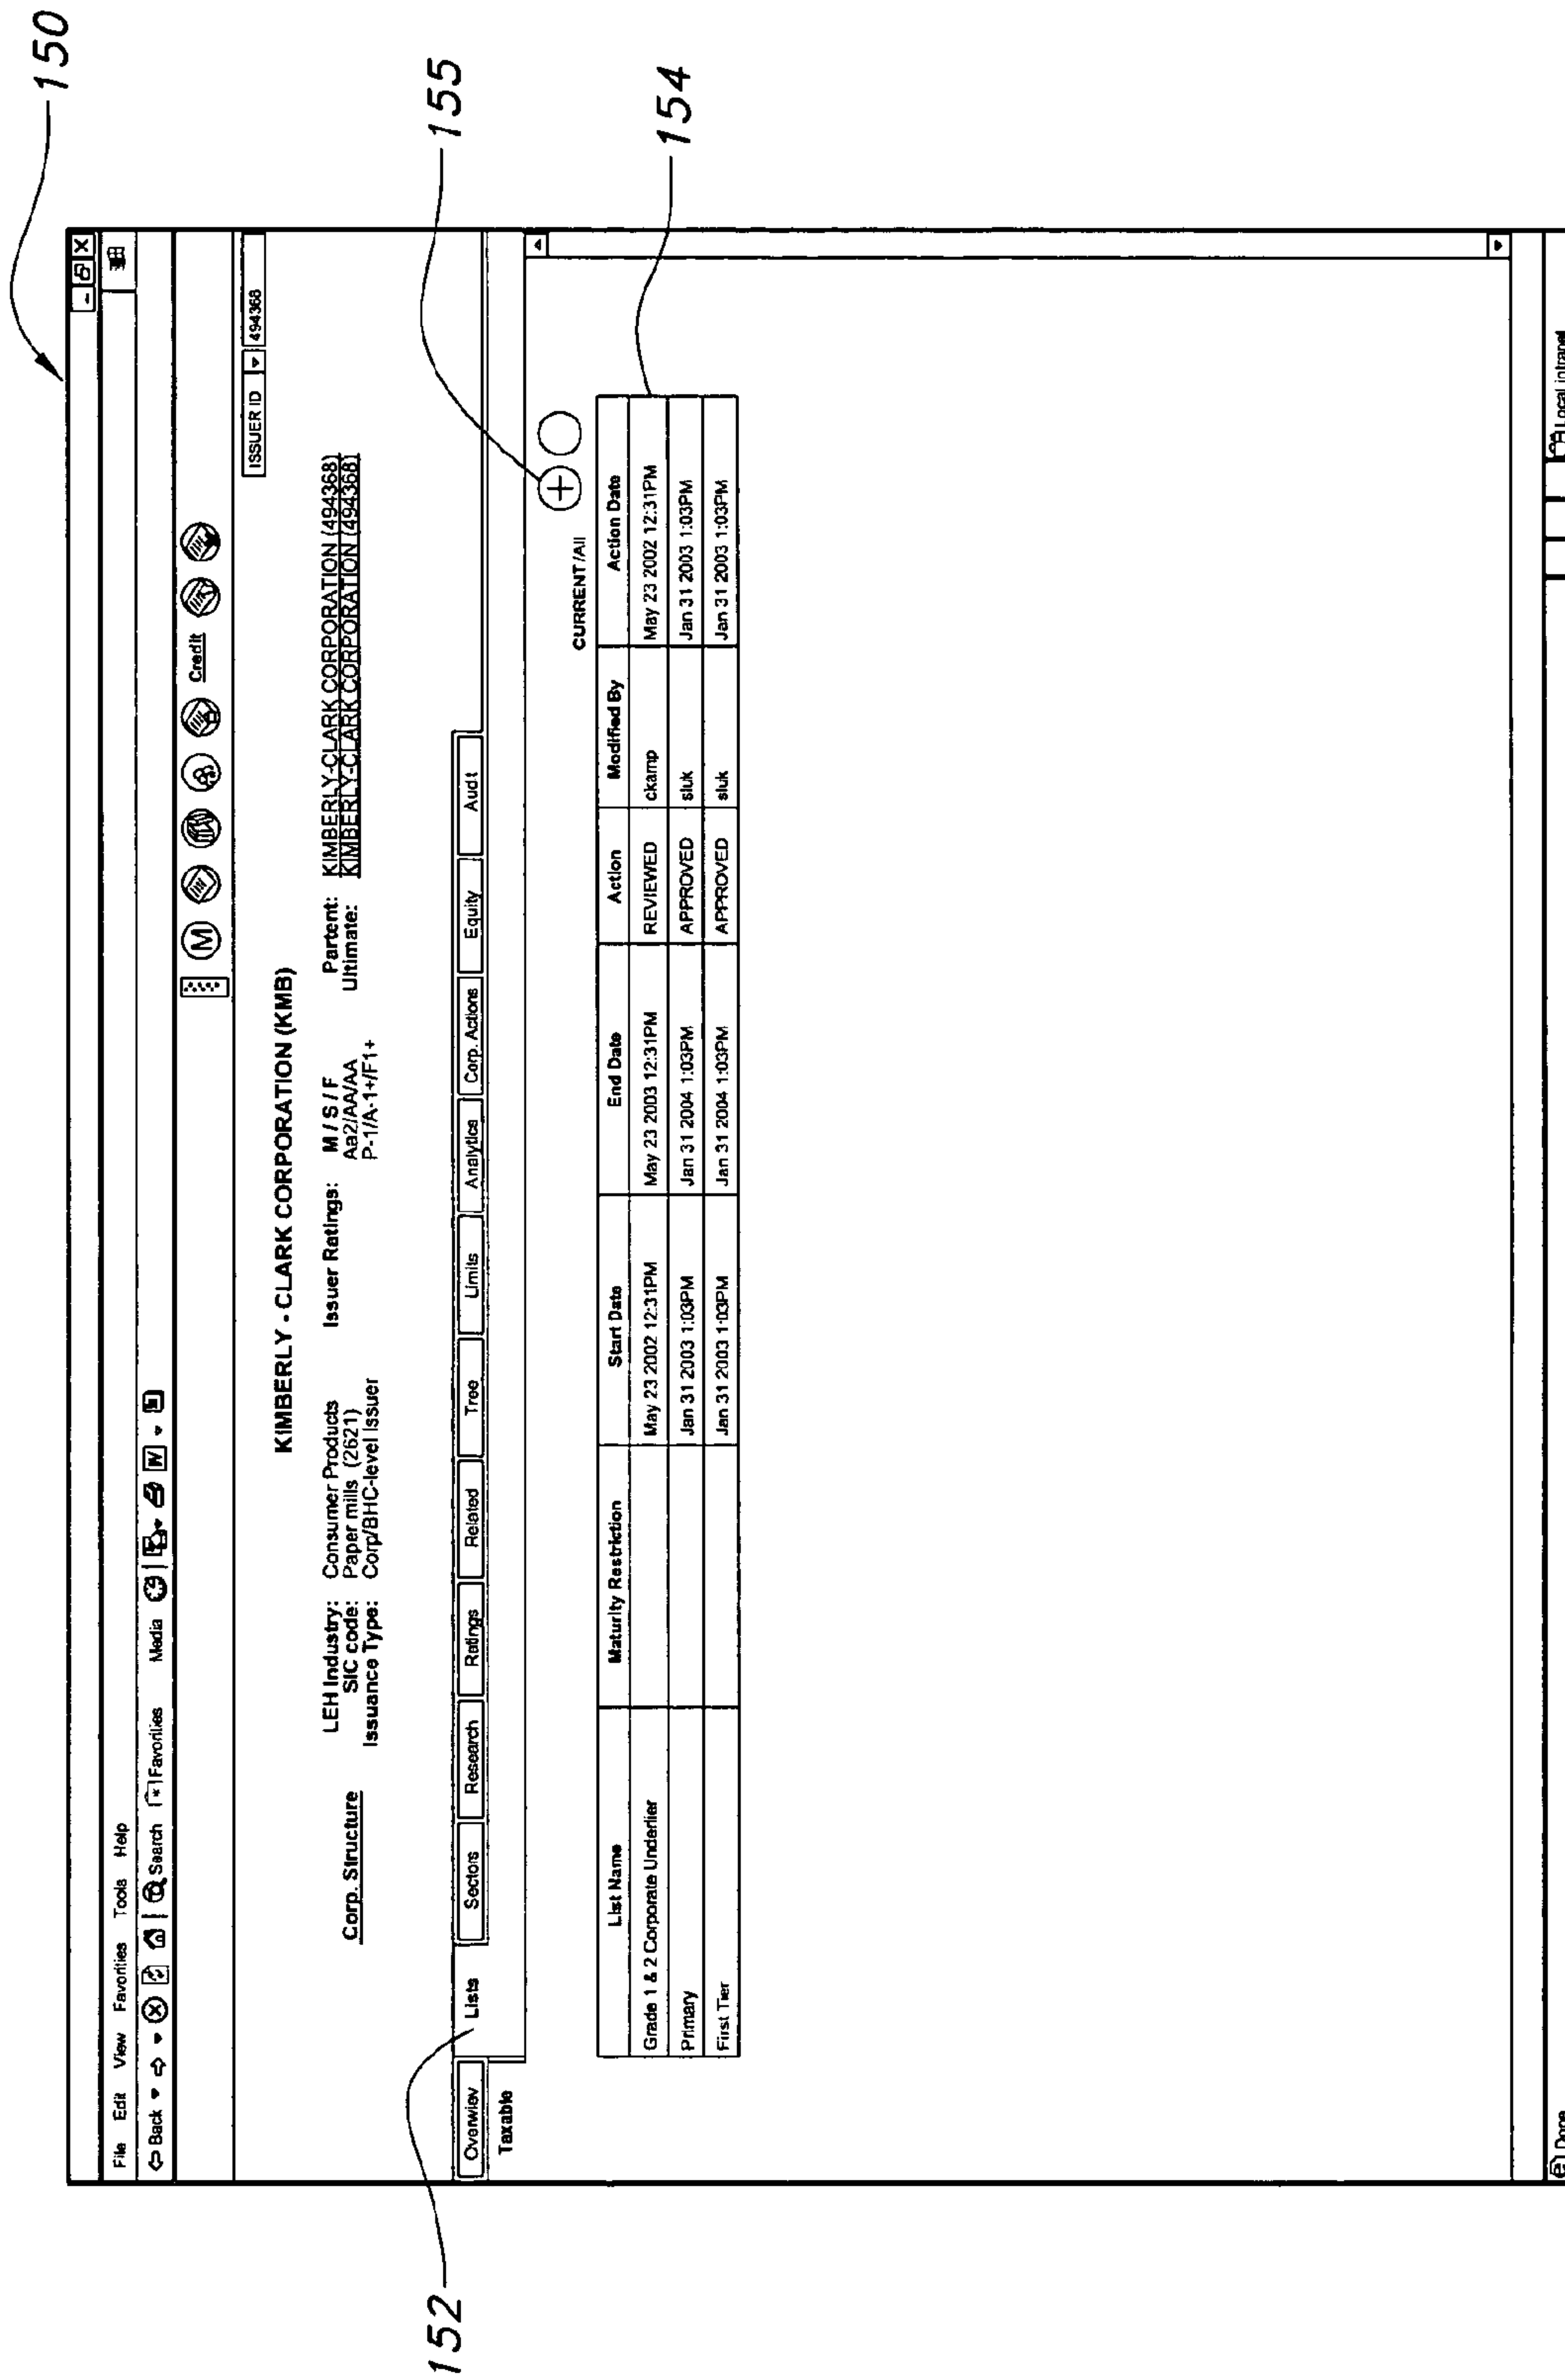 150
File Edit View Favorities Tools Help
Back Search Favorities Media
Credit
ISSUER ID 494368
KIMBERLY - CLARK CORPORATION (KMB)
Corp. Structure
LEH Industry: Consumer Products
SIC code: Paper mills (2621)
Issuance Type: Corp/BHC-level Issuer
Issuer Ratings: M / S / F
Aa2/AA/AA
P-1/A-1+/F1+
Partent: KIMBERLY-CLARK CORPORATION (494368)
Ultimate: KIMBERLY-CLARK CORPORATION (494368)
152
155
Overwiev Lists Sectors Research Ratings Related Tree Limits Analytics Corp. Actions Equity Audt
Taxable
CURRENT /All
154
List Name Maturity Restriction Start Date End Date Action Modified By Action Date
Grade 1 & 2 Corporate Underlier May 23 2002 12:31PM May 23 2003 12:31PM REVIEWED ckamp May 23 2002 12:31PM
Primary Jan 31 2003 1:03PM Jan 31 2004 1:03PM APPROVED sluk Jan 31 2003 1:03PM
First Tier Jan 31 2003 1:03PM Jan 31 2004 1:03PM APPROVED sluk Jan 31 2003 1:03PM
Done Local intranet